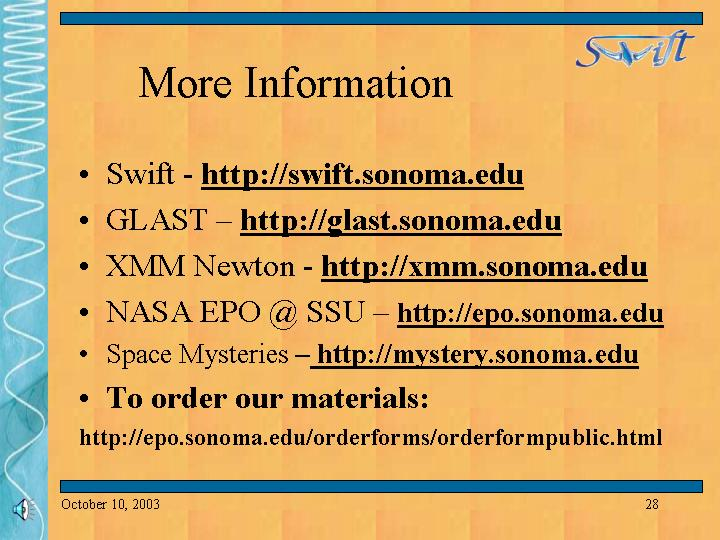 Swift
More Information
• Swift - http://swift.sonoma.edu
• GLAST – http://glast.sonoma.edu
• XMM Newton - http://xmm.sonoma.edu
• NASA EPO @ SSU – http://epo.sonoma.edu
• Space Mysteries – http://mystery.sonoma.edu
• To order our materials:
http://epo.sonoma.edu/orderforms/orderformpublic.html
October 10, 2003 28